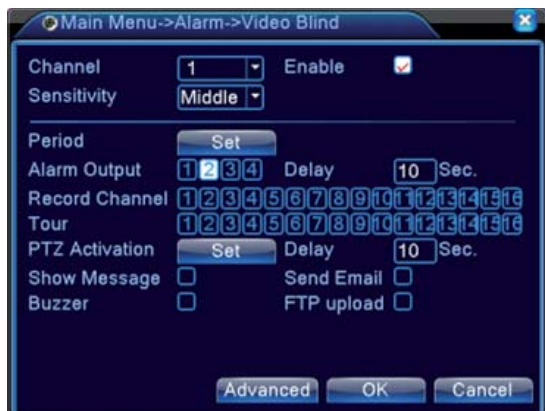 Main Menu->Alarm->Video Blind
Channel 1 Enable
Sensitivity Middle
Period Set
Alarm Output 1 2 3 4 Delay 10 Sec.
Record Channel 1 2 3 4 5 6 7 8 9 10 11 12 13 14 15 16
Tour 1 2 3 4 5 6 7 8 9 10 11 12 13 14 15 16
PTZ Activation Set Delay 10 Sec.
Show Message Send Email
Buzzer FTP upload
Advanced OK Cancel